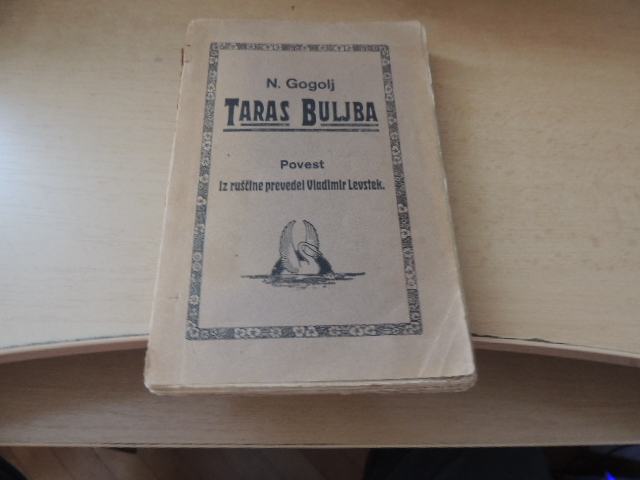 N. Gogolj
TARAS BULJBA
Povest
Iz ruščine prevedel Vladimir Levstek.